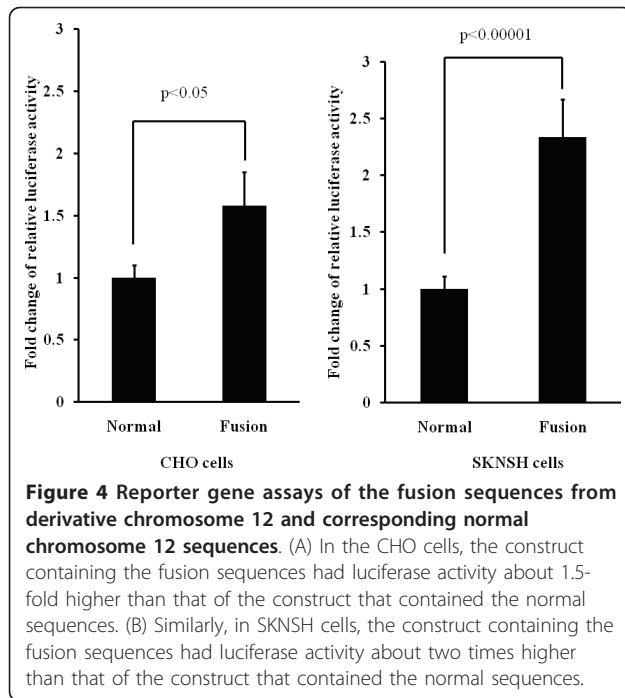 3
2.5
2
1.5
1
0.5
0
Fold change of relative luciferase activity
p<0.05
Normal Fusion
CHO cells
3
2.5
2
1.5
1
0.5
0
Fold change of relative luciferase activity
p<0.00001
Normal Fusion
SKNSH cells
Figure 4 Reporter gene assays of the fusion sequences from
derivative chromosome 12 and corresponding normal
chromosome 12 sequences. (A) In the CHO cells, the construct
containing the fusion sequences had luciferase activity about 1.5-
fold higher than that of the construct that contained the normal
sequences. (B) Similarly, in SKNSH cells, the construct containing the
fusion sequences had luciferase activity about two times higher
than that of the construct that contained the normal sequences.